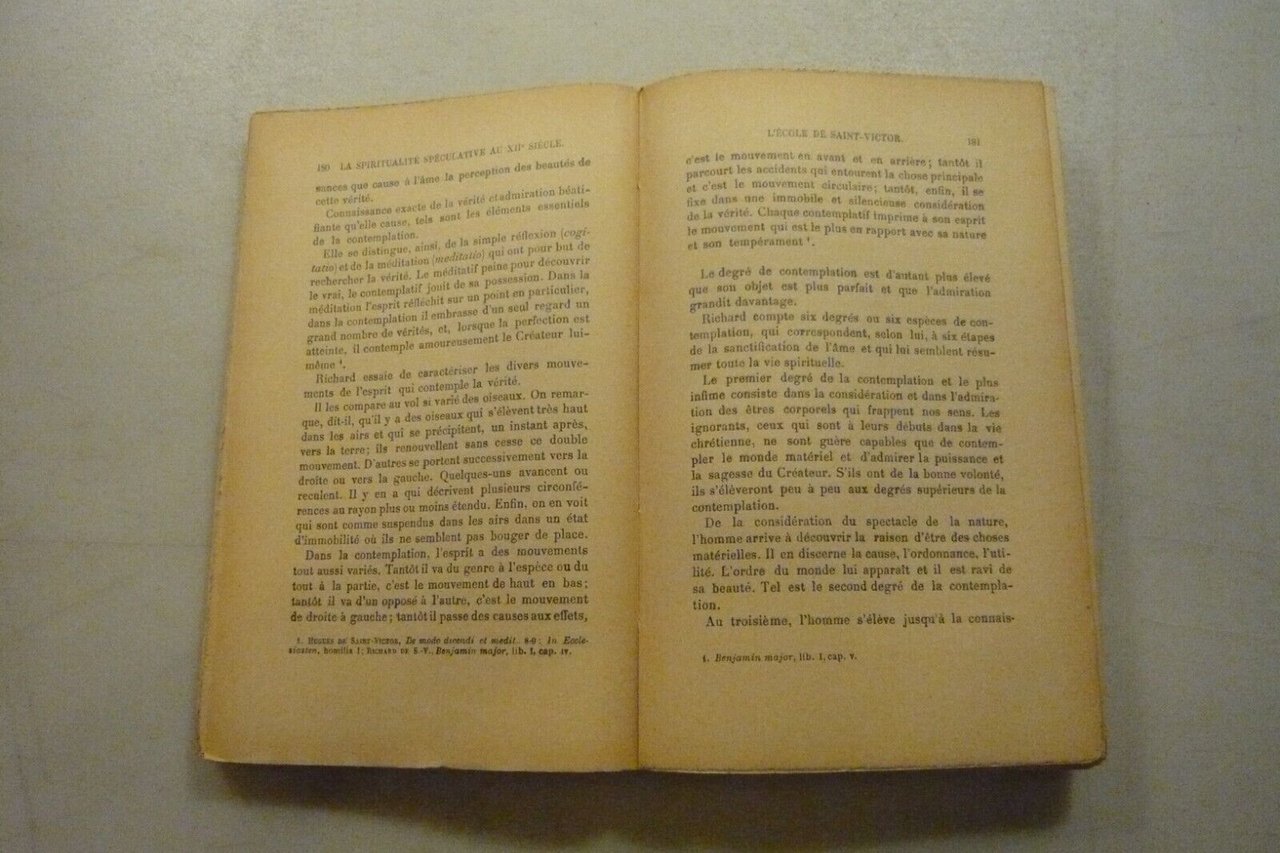 180 LA SPIRITUALITÉ SPÉCULATIVE AU XIIe SIÈCLE.
sances que cause à l'âme la perception des beautés de
cette vérité.
Connaissance exacte de la vérité et admiration béati-
fiante qu'elle cause, tels sont les éléments essentiels
de la contemplation.
Elle se distingue, ainsi, de la simple réflexion (cogi-
tatio) et de la méditation (meditatio) qui ont pour but de
rechercher la vérité. Le méditatif peine pour découvrir
le vrai, le contemplatif jouit de sa possession. Dans la
méditation l'esprit réfléchit sur un point en particulier,
dans la contemplation il embrasse d'un seul regard un
grand nombre de vérités, et, lorsque la perfection est
atteinte, il contemple amoureusement le Créateur lui-
même 1.
Richard essaie de caractériser les divers mouve-
ments de l'esprit qui contemple la vérité.
Il les compare au vol si varié des oiseaux. On remar-
que, dit-il, qu'il y a des oiseaux qui s'élèvent très haut
dans les airs et qui se précipitent, un instant après,
vers la terre; ils renouvellent sans cesse ce double
mouvement. D'autres se portent successivement vers la
droite ou vers la gauche. Quelques-uns avancent ou
reculent. Il y en a qui décrivent plusieurs circonfé-
rences au rayon plus ou moins étendu. Enfin, on en voit
qui sont comme suspendus dans les airs dans un état
d'immobilité où ils ne semblent pas bouger de place.
Dans la contemplation, l'esprit a des mouvements
tout aussi variés. Tantôt il va du genre à l'espèce ou du
tout à la partie, c'est le mouvement de haut en bas;
tantôt il va d'un opposé à l'autre, c'est le mouvement
de droite à gauche; tantôt il passe des causes aux effets,
1. HUGUES DE SAINT-VICTOR, De modo dicendi et medit. 8-9; In Eccle-
siasten, homilia I; RICHARD DE S.-V., Benjamin major, lib. I, cap. IV.
L'ÉCOLE DE SAINT-VICTOR. 181
c'est le mouvement en avant et en arrière; tantôt il
parcourt les accidents qui entourent la chose principale
et c'est le mouvement circulaire; tantôt, enfin, il se
fixe dans une immobile et silencieuse considération
de la vérité. Chaque contemplatif imprime à son esprit
le mouvement qui est le plus en rapport avec sa nature
et son tempérament 1.
Le degré de contemplation est d'autant plus élevé
que son objet est plus parfait et que l'admiration
grandit davantage.
Richard compte six degrés ou six espèces de con-
templation, qui correspondent, selon lui, à six étapes
de la sanctification de l'âme et qui lui semblent résu-
mer toute la vie spirituelle.
Le premier degré de la contemplation et le plus
infime consiste dans la considération et dans l'admira-
tion des êtres corporels qui frappent nos sens. Les
ignorants, ceux qui sont à leurs débuts dans la vie
chrétienne, ne sont guère capables que de contem-
pler le monde matériel et d'admirer la puissance et
la sagesse du Créateur. S'ils ont de la bonne volonté,
ils s'élèveront peu à peu aux degrés supérieurs de la
contemplation.
De la considération du spectacle de la nature,
l'homme arrive à découvrir la raison d'être des choses
matérielles. Il en discerne la cause, l'ordonnance, l'uti-
lité. L'ordre du monde lui apparaît et il est ravi de
sa beauté. Tel est le second degré de la contempla-
tion.
Au troisième, l'homme s'élève jusqu'à la connais-
1. Benjamin major, lib. I, cap. V.